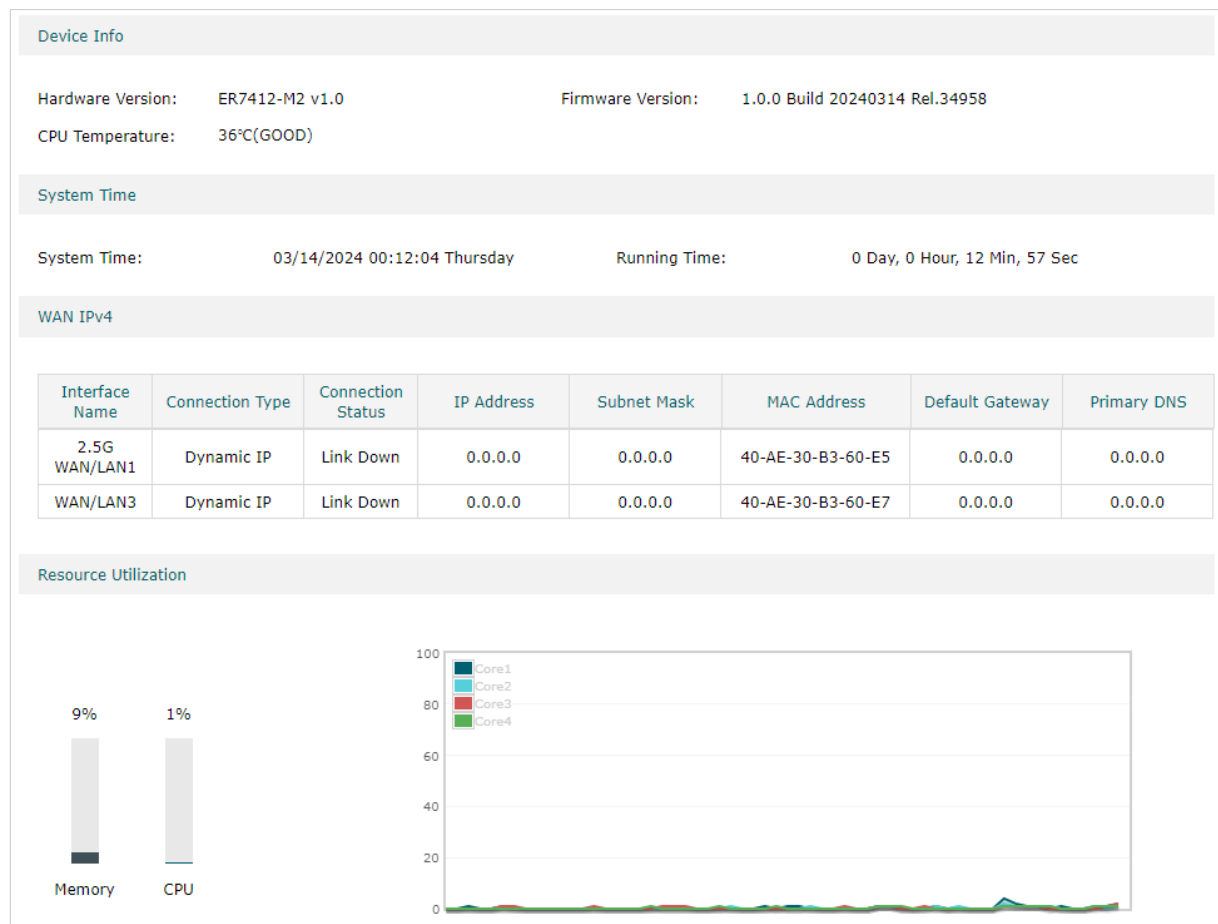 Device Info
Hardware Version: ER7412-M2 v1.0 Firmware Version: 1.0.0 Build 20240314 Rel.34958
CPU Temperature: 36℃(GOOD)
System Time
System Time: 03/14/2024 00:12:04 Thursday Running Time: 0 Day, 0 Hour, 12 Min, 57 Sec
WAN IPv4
Interface Name Connection Type Connection Status IP Address Subnet Mask MAC Address Default Gateway Primary DNS
2.5G WAN/LAN1 Dynamic IP Link Down 0.0.0.0 0.0.0.0 40-AE-30-B3-60-E5 0.0.0.0 0.0.0.0
WAN/LAN3 Dynamic IP Link Down 0.0.0.0 0.0.0.0 40-AE-30-B3-60-E7 0.0.0.0 0.0.0.0
Resource Utilization
9% 1%
Memory CPU
100
80
60
40
20
0
Core1
Core2
Core3
Core4